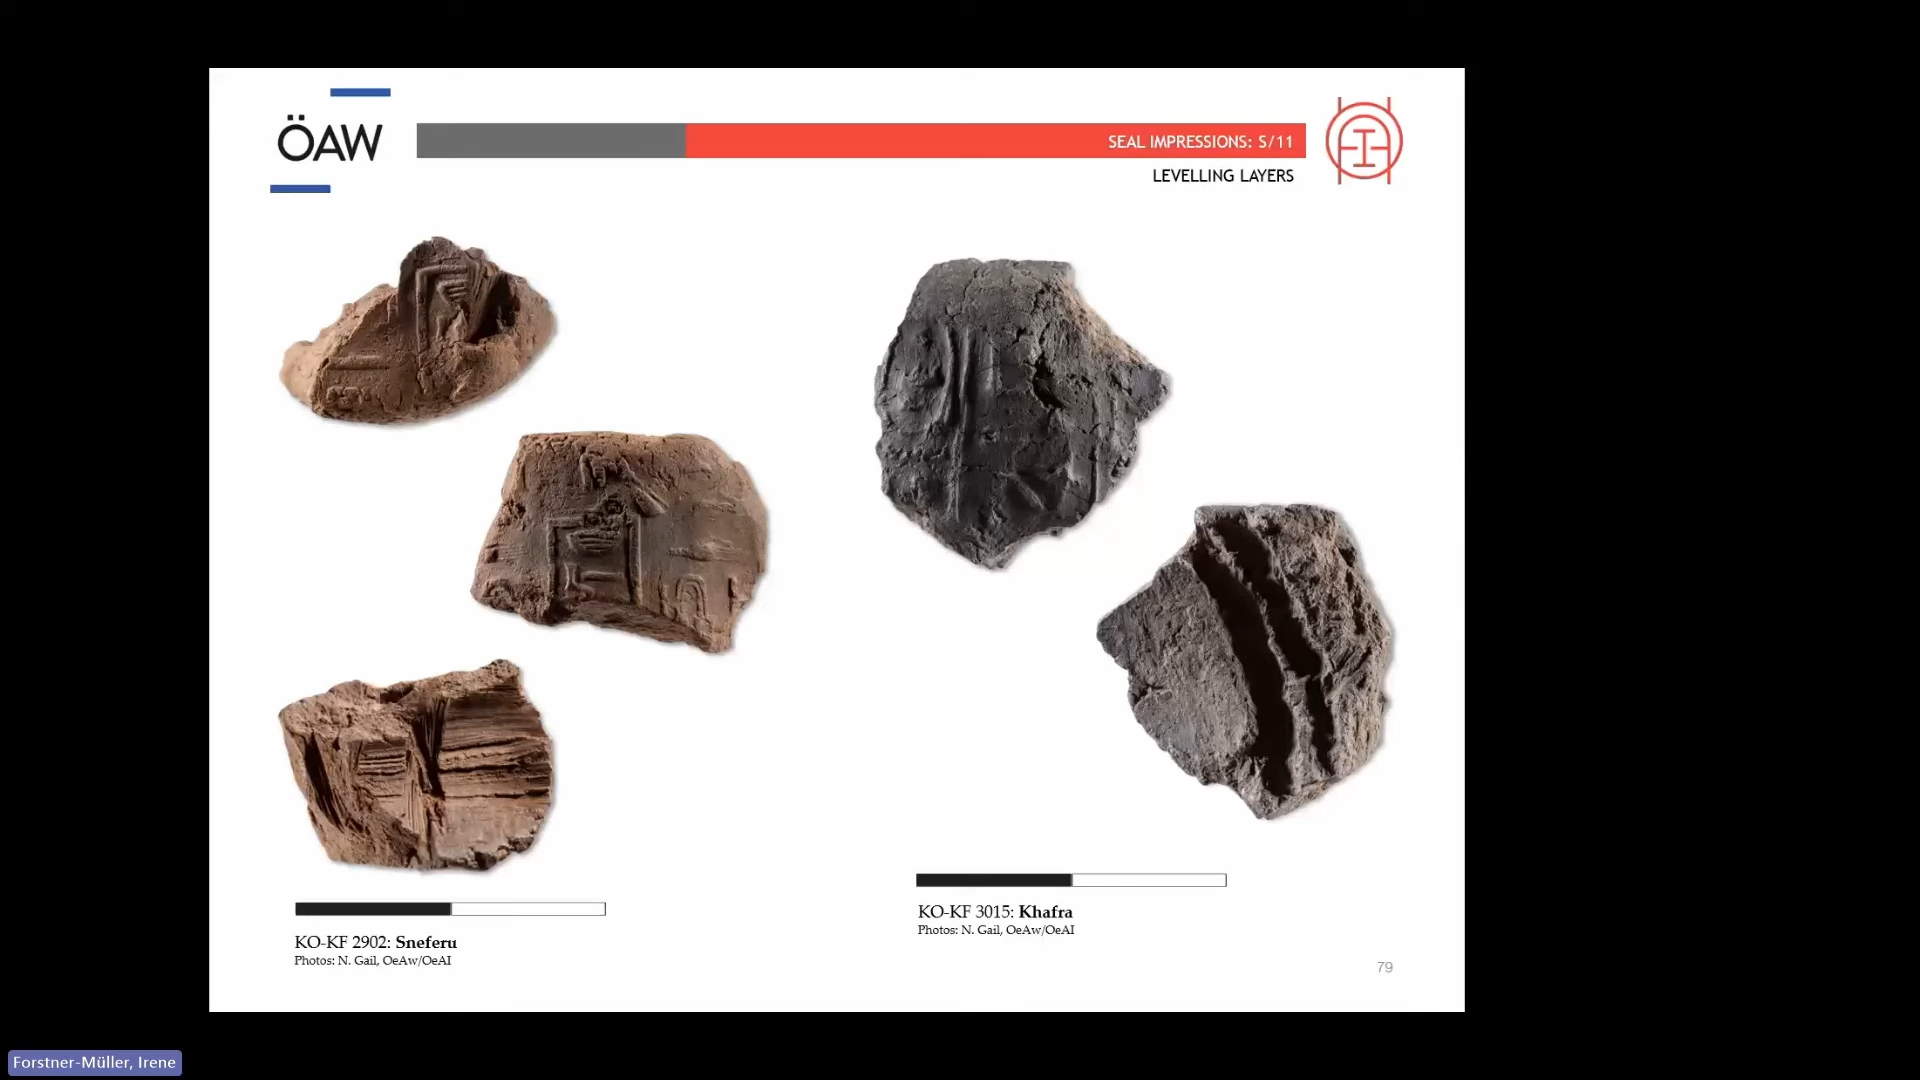 ÖAW
SEAL IMPRESSIONS: S/11
LEVELLING LAYERS
KO-KF 2902: Sneferu
Photos: N. Gail, OeAw/OeAI
KO-KF 3015: Khafra
Photos: N. Gail, OeAw/OeAI
79
Forstner-Müller, Irene